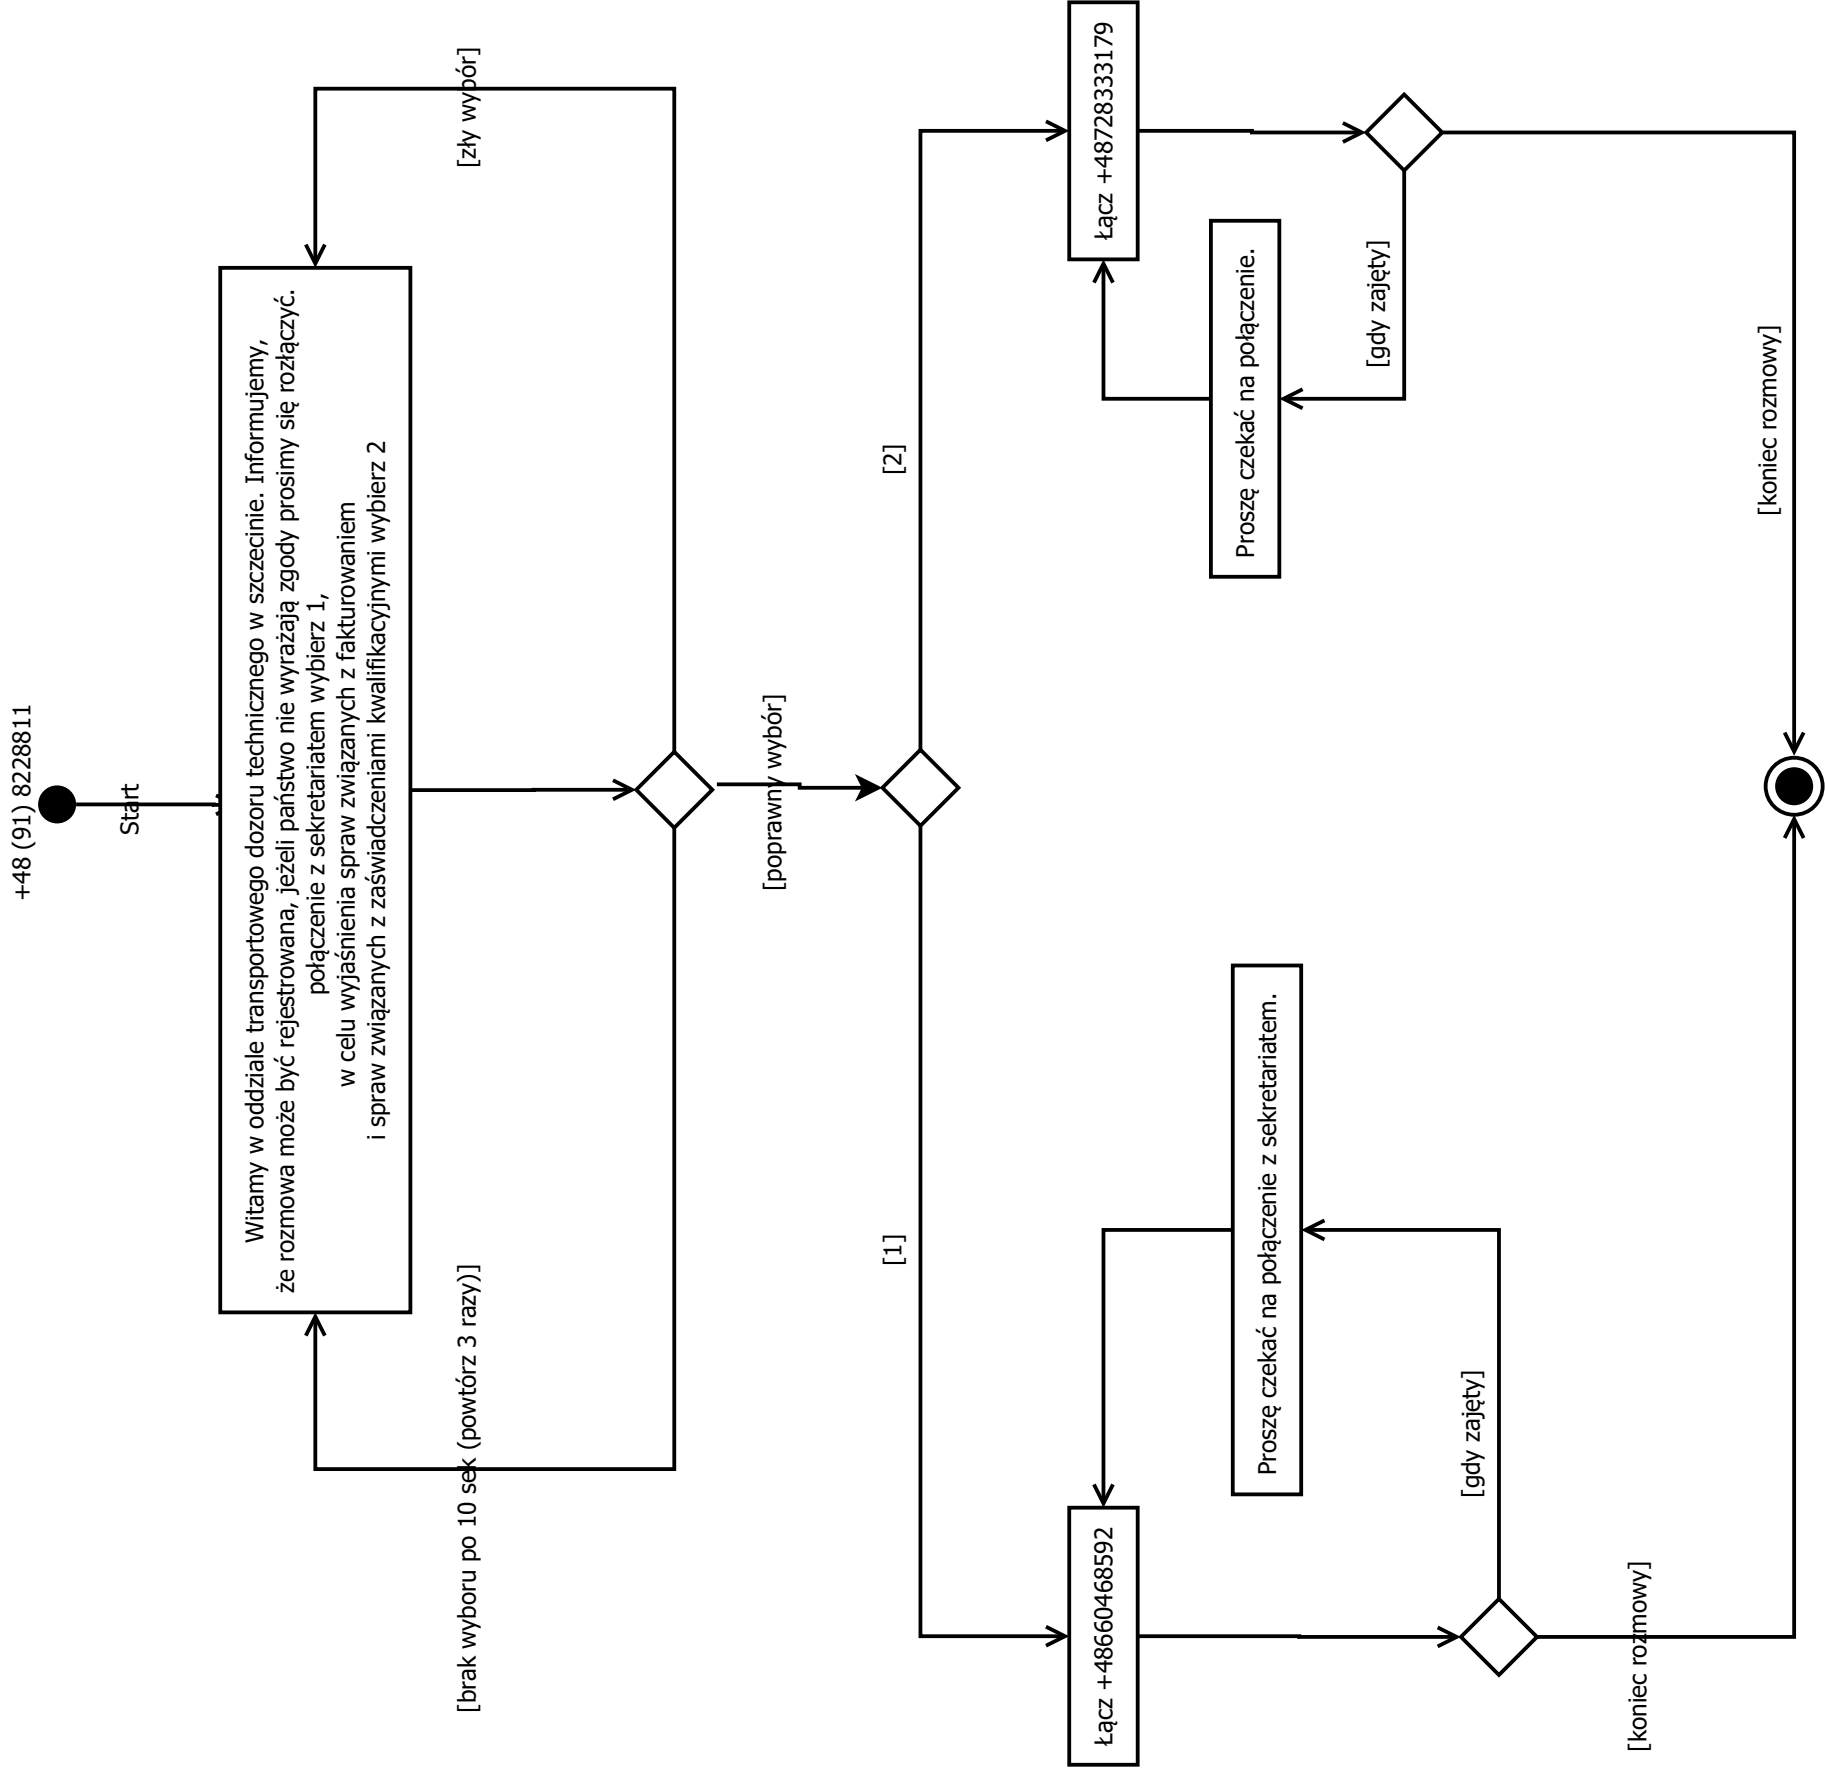 +48 (91) 8228811
Start
Witamy w oddziale transportowego dozoru technicznego w szczecinie. Informujemy,
że rozmowa może być rejestrowana, jeżeli państwo nie wyrażają zgody prosimy się rozłączyć.
połączenie z sekretariatem wybierz 1,
w celu wyjaśnienia spraw związanych z fakturowaniem
i spraw związanych z zaświadczeniami kwalifikacyjnymi wybierz 2
[brak wyboru po 10 sek (powtórz 3 razy)]
[zły wybór]
[poprawny wybór]
[1]
[2]
Łącz +48660468592
Łącz +48728333179
Proszę czekać na połączenie z sekretariatem.
Proszę czekać na połączenie.
[gdy zajęty]
[gdy zajęty]
[koniec rozmowy]
[koniec rozmowy]